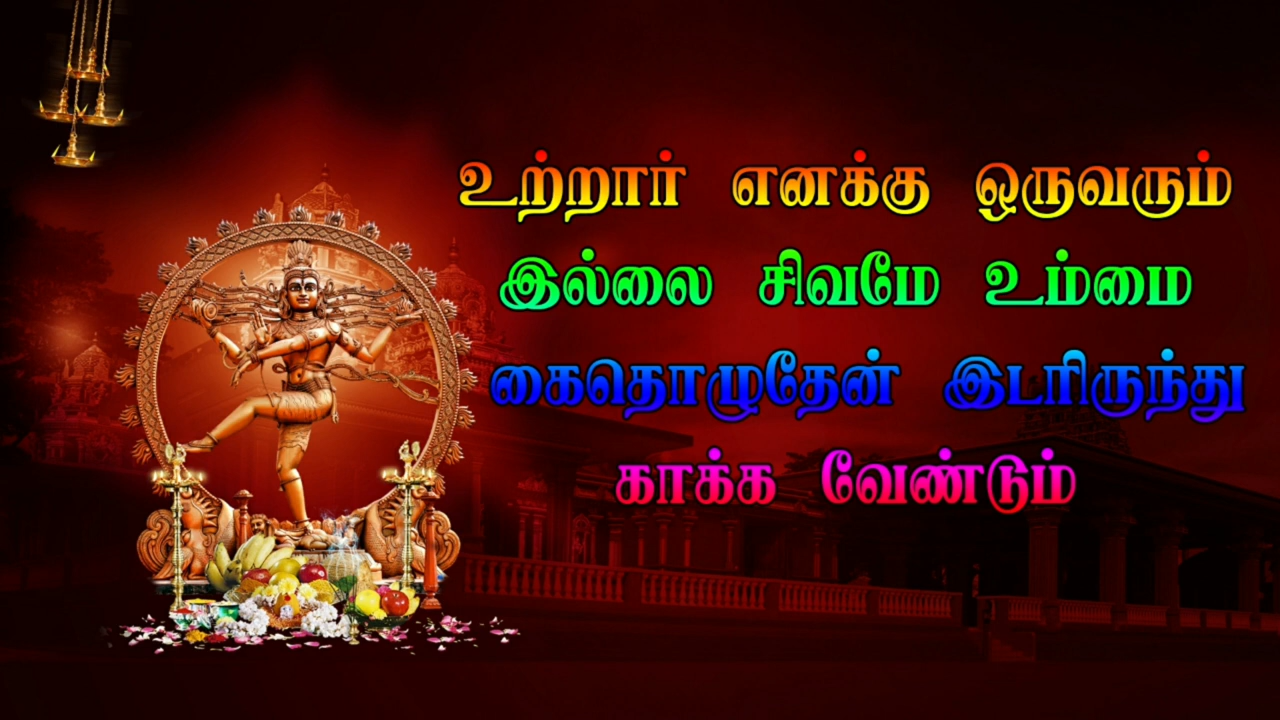 உற்றார் எனக்கு ஒருவரும்
இல்லை சிவமே உம்மை
கைதொழுதேன் இடரிருந்து
காக்க வேண்டும்